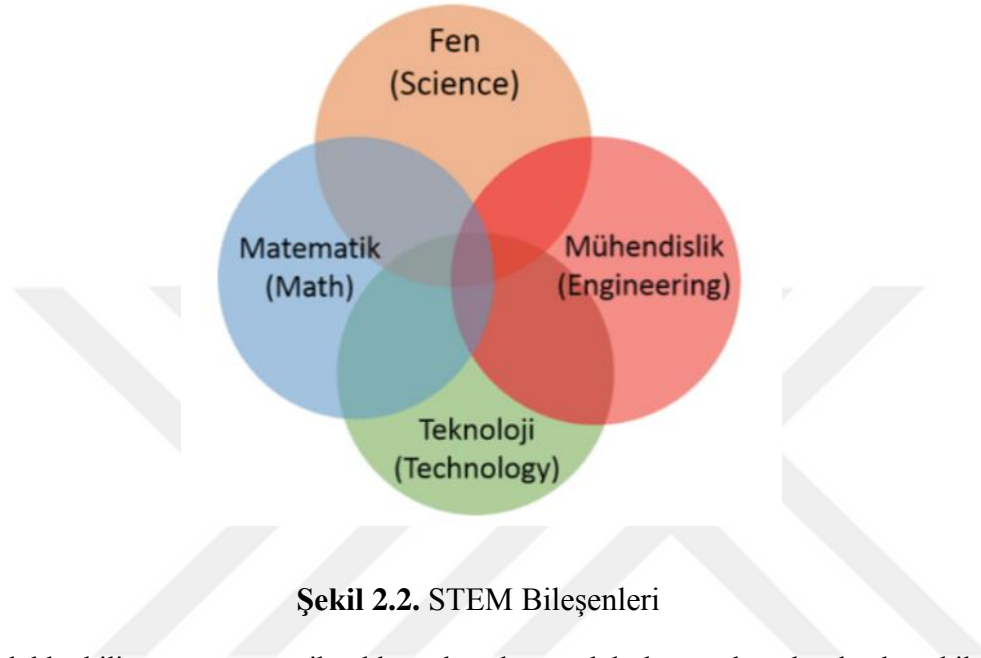 Fen
(Science)
Matematik
(Math)
Mühendislik
(Engineering)
Teknoloji
(Technology)
Şekil 2.2. STEM Bileşenleri